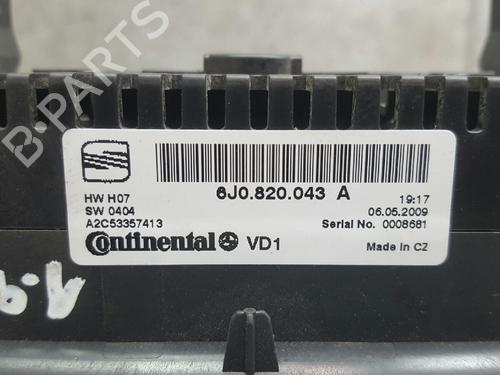 B-PARTS
6J0.820.043 A
HW H07
SW 0404
A2C53357413
19:17
06.05.2009
Serial No. 0008681
Continental VD1
Made in CZ